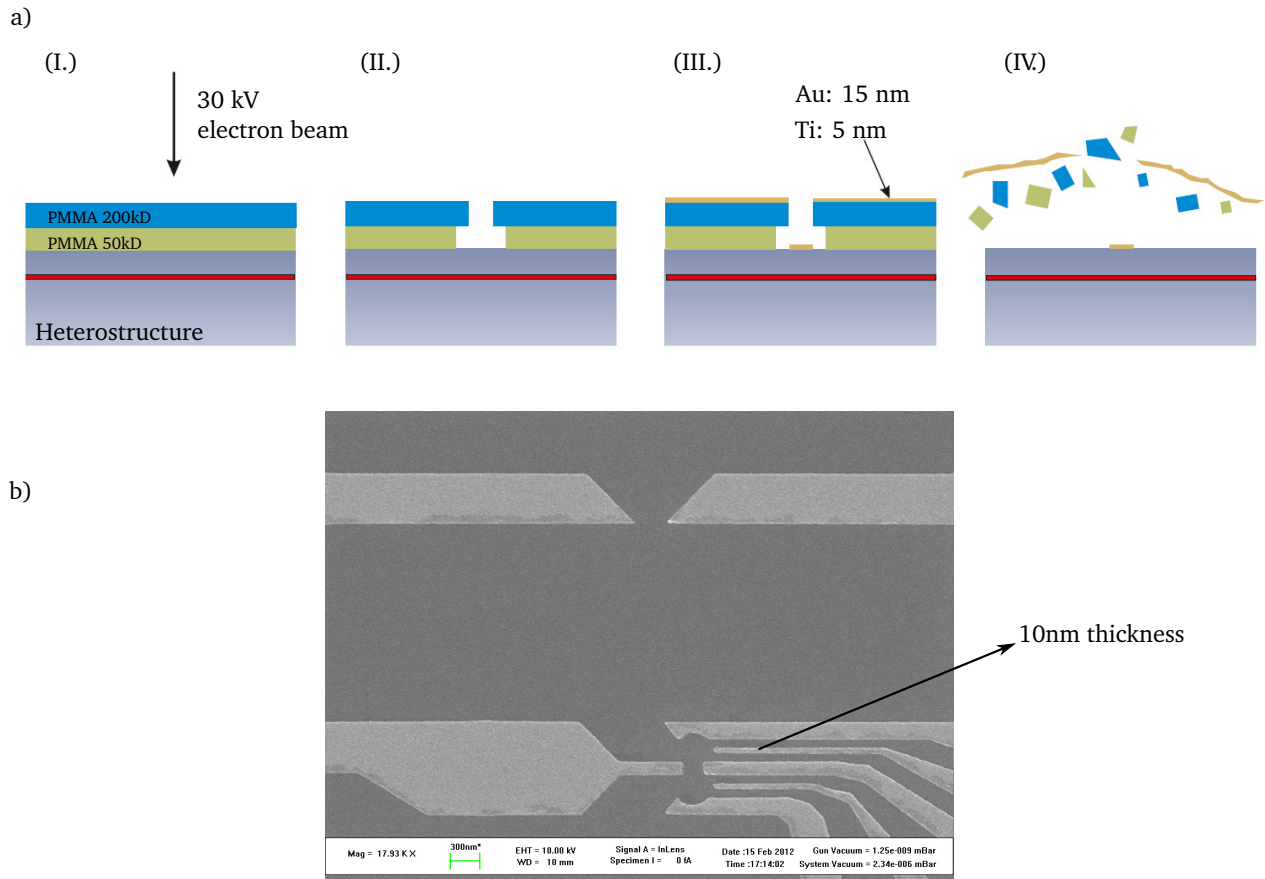 a)
(I.)
(II.)
(III.)
(IV.)
30 kV
electron beam
Au: 15 nm
Ti: 5 nm
PMMA 200kD
PMMA 50kD
Heterostructure
b)
10nm thickness
Mag = 17.93 K X
300nm*
EHT = 10.00 kV
WD = 10 mm
Signal A = InLens
Specimen I = 0 fA
Date :15 Feb 2012
Time :17:14:02
Gun Vacuum = 1.25e-009 mBar
System Vacuum = 2.34e-006 mBar